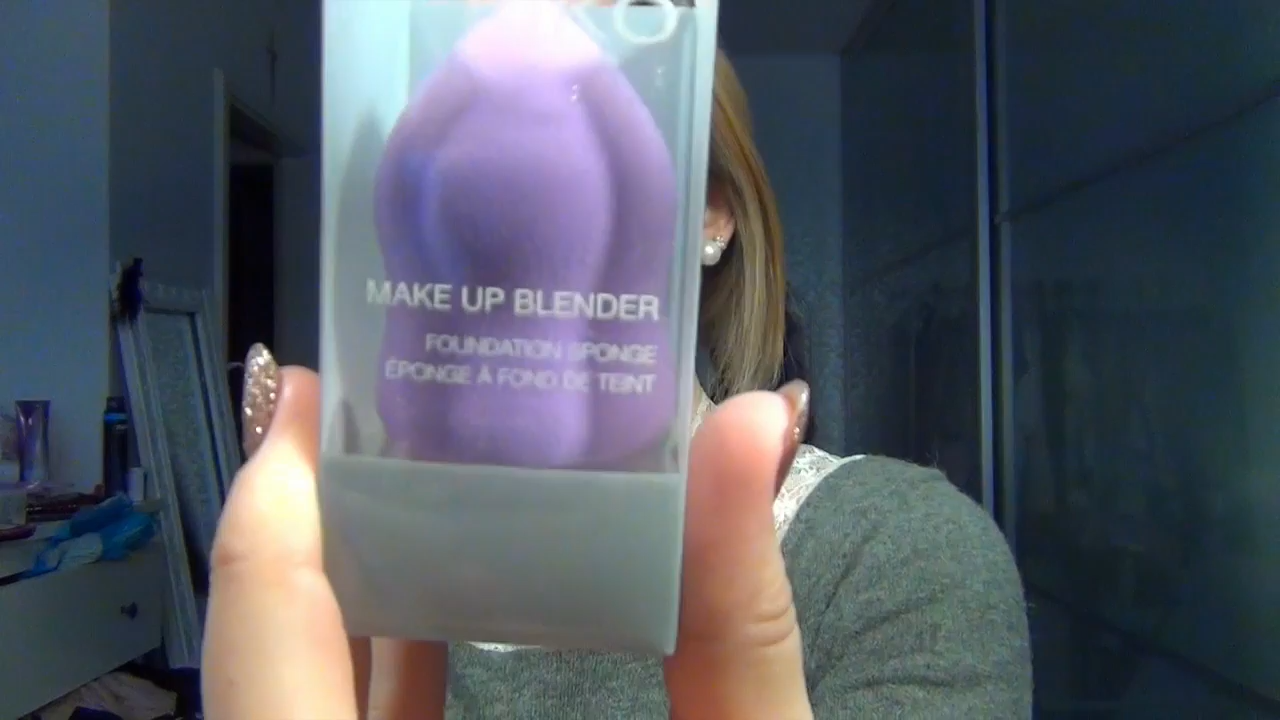 MAKE UP BLENDER
FOUNDATION SPONGE
ÉPONGE À FOND DE TEINT